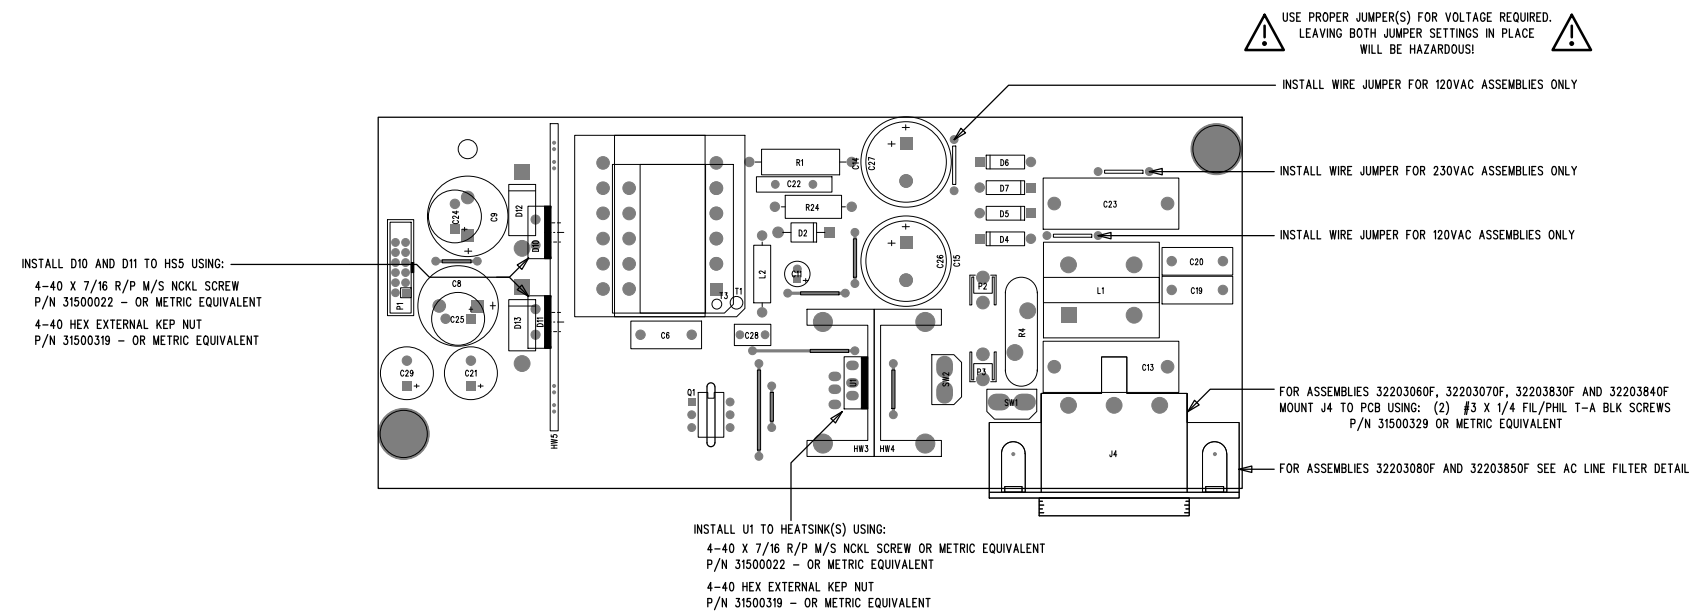 USE PROPER JUMPER(S) FOR VOLTAGE REQUIRED.
LEAVING BOTH JUMPER SETTINGS IN PLACE
WILL BE HAZARDOUS!
INSTALL WIRE JUMPER FOR 120VAC ASSEMBLIES ONLY
INSTALL WIRE JUMPER FOR 230VAC ASSEMBLIES ONLY
INSTALL WIRE JUMPER FOR 120VAC ASSEMBLIES ONLY
INSTALL D10 AND D11 TO HS5 USING:
4-40 X 7/16 R/P M/S NCKL SCREW
P/N 31500022 - OR METRIC EQUIVALENT
4-40 HEX EXTERNAL KEP NUT
P/N 31500319 - OR METRIC EQUIVALENT
FOR ASSEMBLIES 32203060F, 32203070F, 32203830F AND 32203840F
MOUNT J4 TO PCB USING: (2) #3 X 1/4 FIL/PHIL T-A BLK SCREWS
P/N 31500329 OR METRIC EQUIVALENT
FOR ASSEMBLIES 32203080F AND 32203850F SEE AC LINE FILTER DETAIL
INSTALL U1 TO HEATSINK(S) USING:
4-40 X 7/16 R/P M/S NCKL SCREW OR METRIC EQUIVALENT
P/N 31500022 - OR METRIC EQUIVALENT
4-40 HEX EXTERNAL KEP NUT
P/N 31500319 - OR METRIC EQUIVALENT
C24
C9
D12
D10
P1
C8
C25
D13
D11
C29
C21
HW5
T3
T1
C6
C28
Q1
R1
C22
R24
D2
L2
C14
C27
C26
C15
U1
HW3
HW4
SW2
SW1
P2
P3
R4
D6
D7
D5
D4
C23
C20
C19
L1
C13
J4